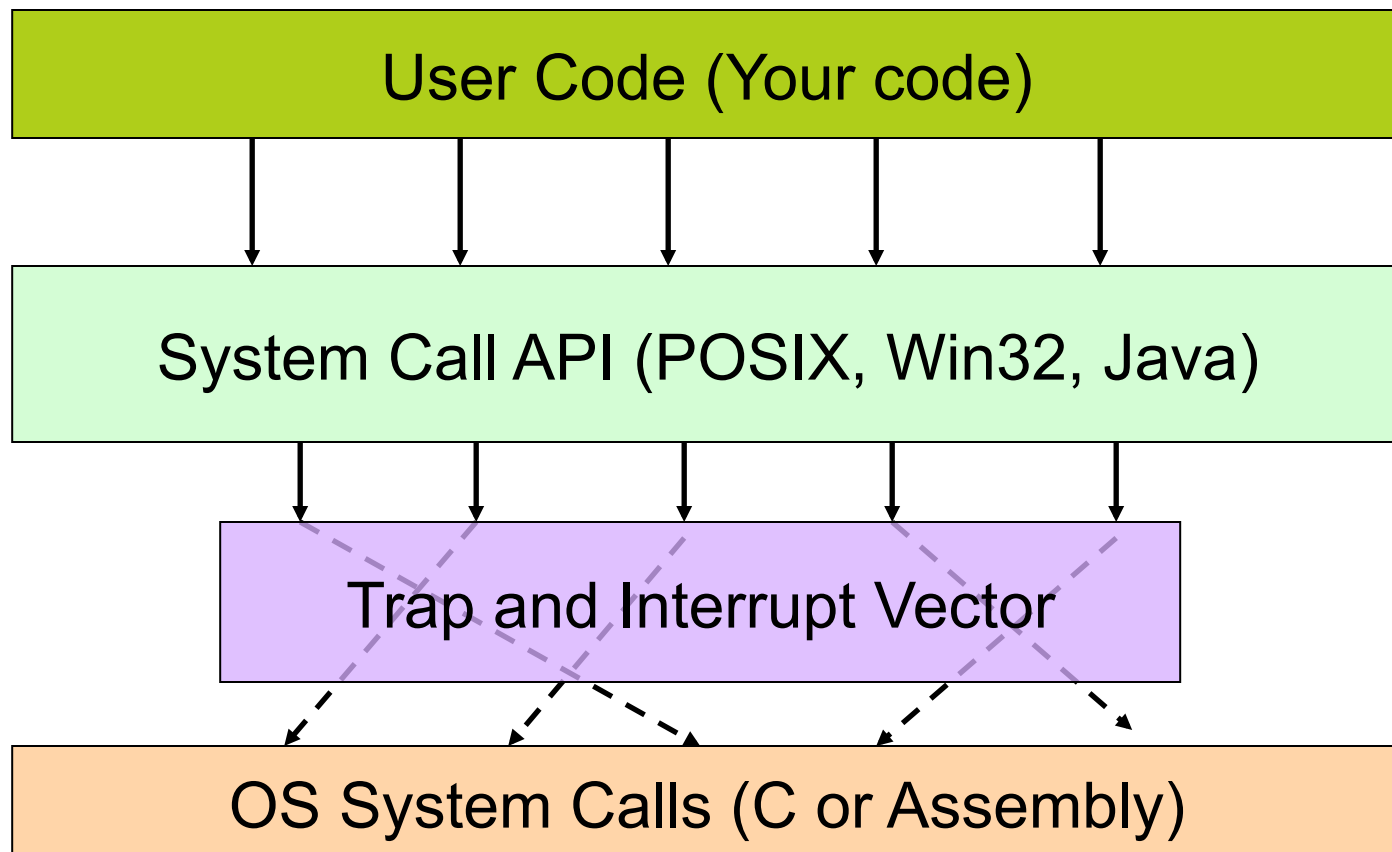 User Code (Your code)
System Call API (POSIX, Win32, Java)
Trap and Interrupt Vector
OS System Calls (C or Assembly)